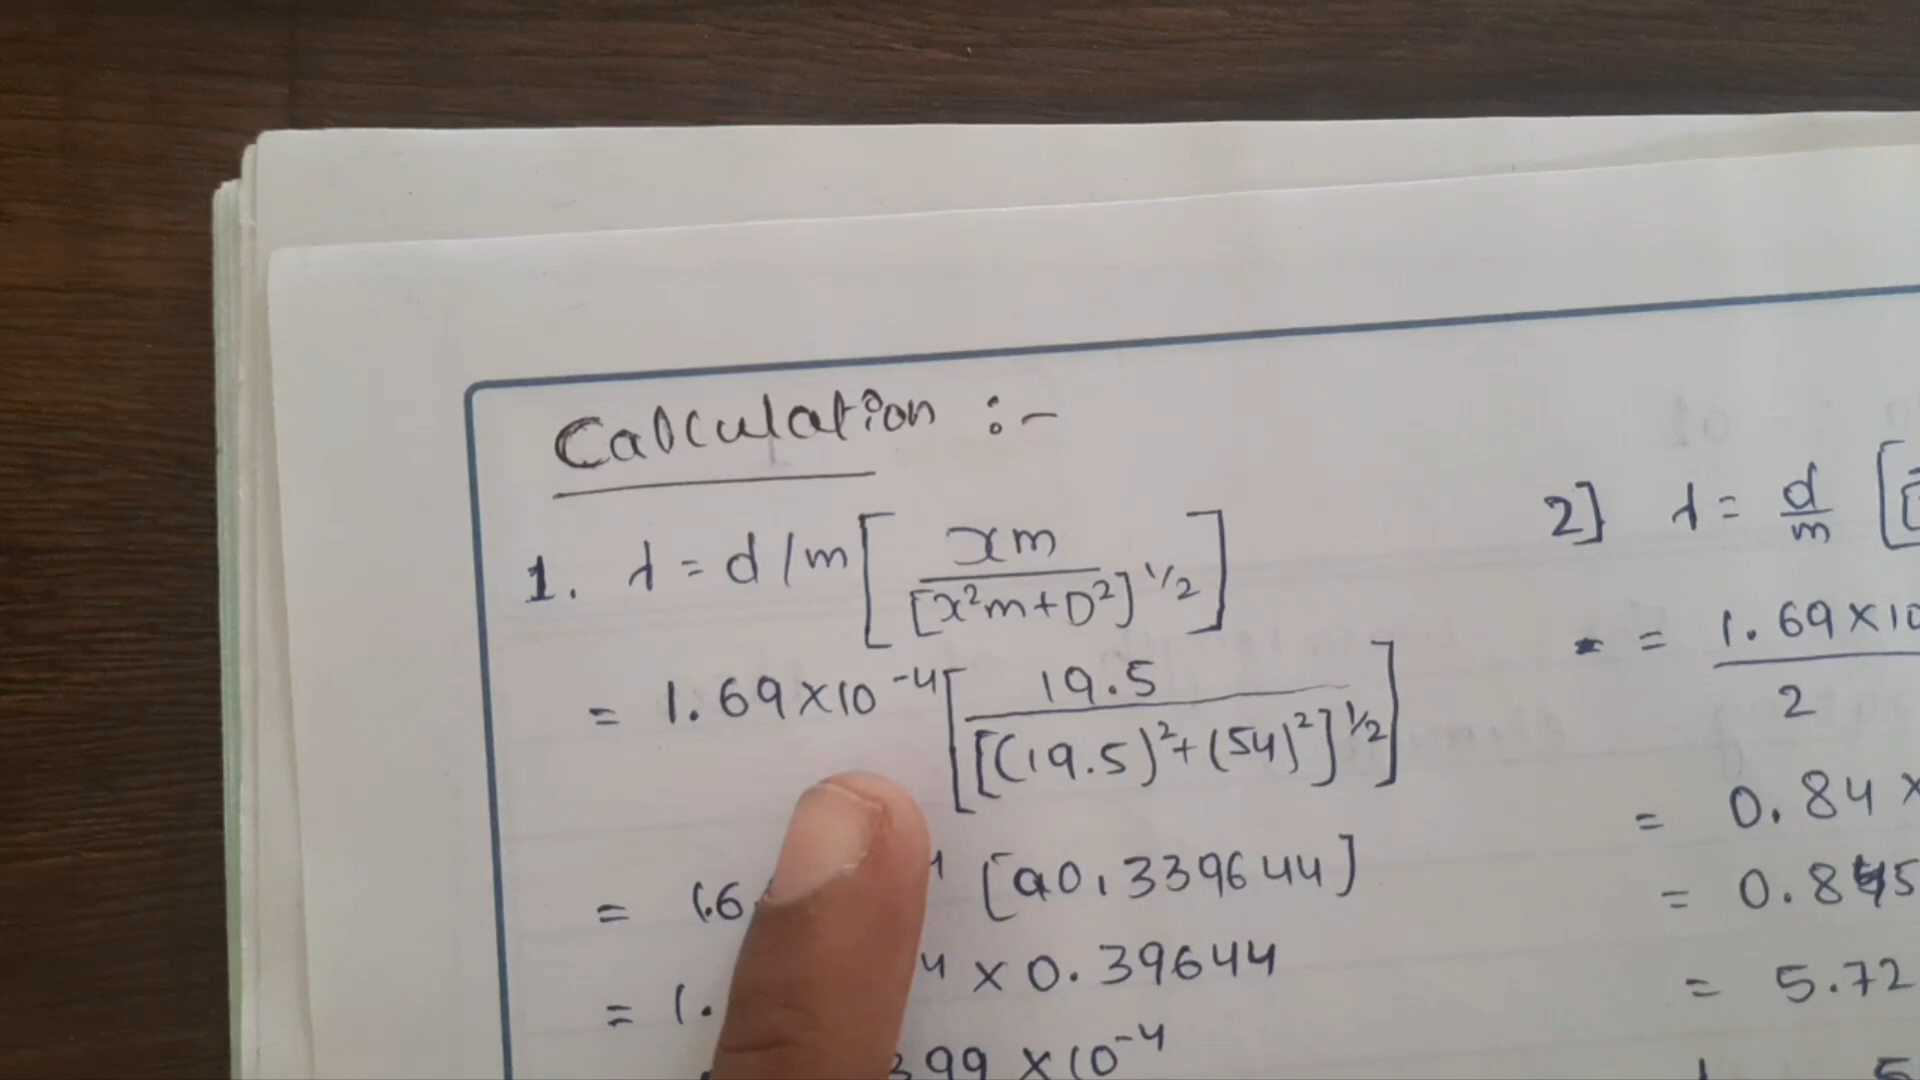 Calculation :-
1. λ = d/m [ xm / [x²m+D²]^1/2 ]
= 1.69×10^-4 [ 19.5 / [(19.5)²+(54)²]^1/2 ]
= 1.6 [a0.339644]
= 1. 4 × 0.39644
399 ×10^-4
2] λ = d/m [
= 1.69×10 / 2
= 0.84 ×
= 0.845
= 5.72